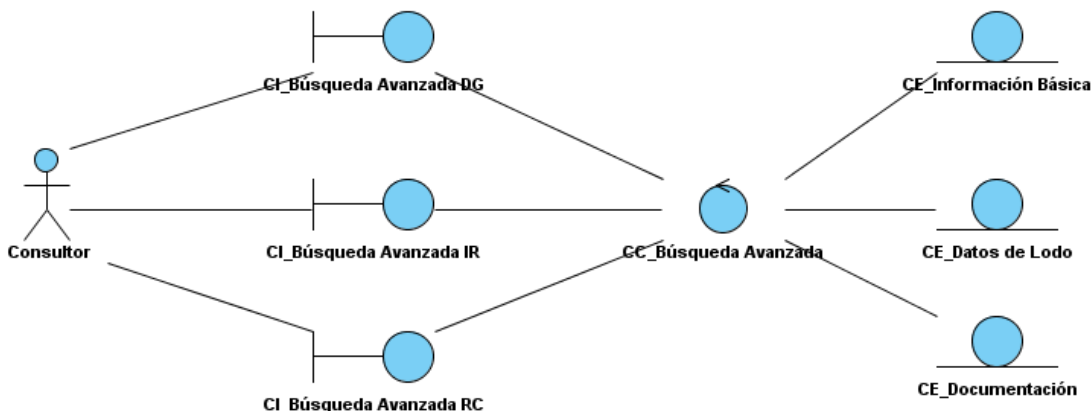 CI_Búsqueda Avanzada DG
CE_Información Básica
Consultor
CI_Búsqueda Avanzada IR
CC_Búsqueda Avanzada
CE_Datos de Lodo
CI_Búsqueda Avanzada RC
CE_Documentación